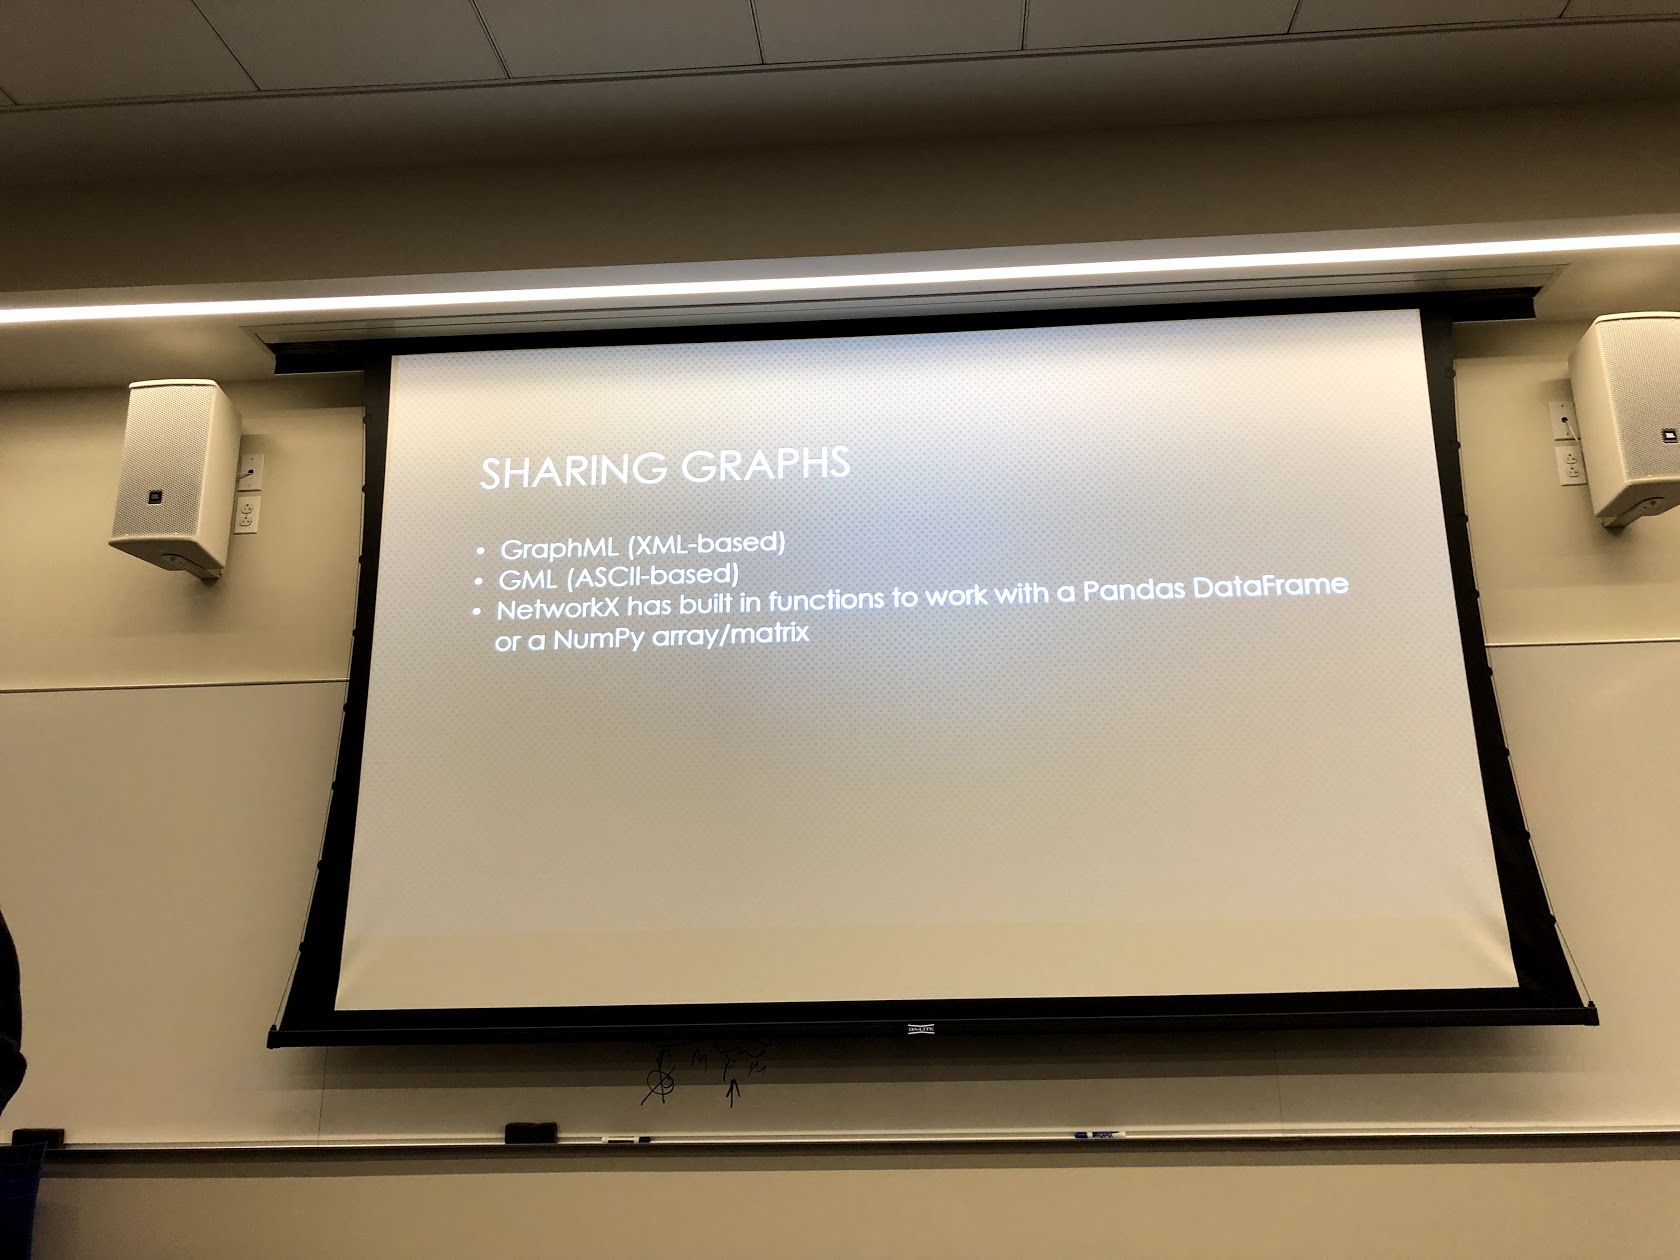 SHARING GRAPHS
• GraphML (XML-based)
• GML (ASCII-based)
• NetworkX has built in functions to work with a Pandas DataFrame
or a NumPy array/matrix
DA-LITE